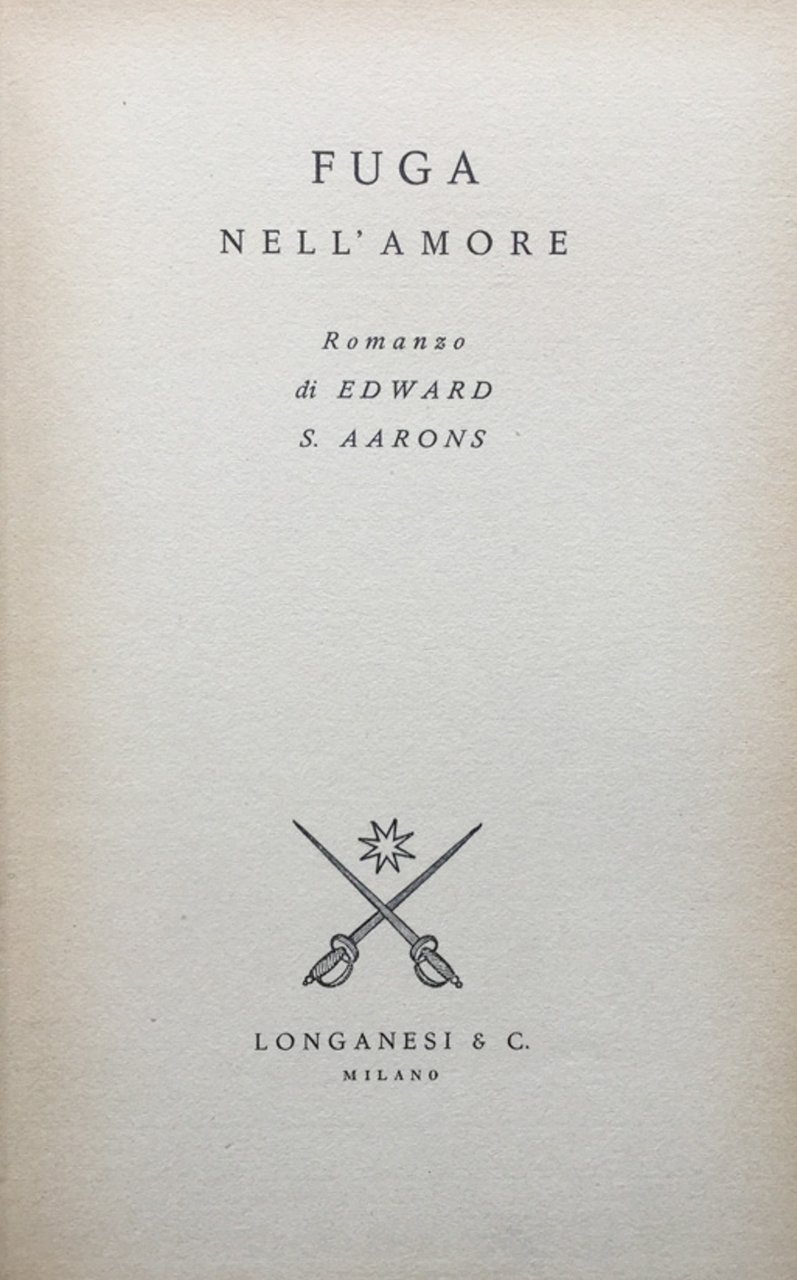 FUGA
NELL'AMORE
Romanzo
di EDWARD
S. AARONS
LONGANESI & C.
MILANO